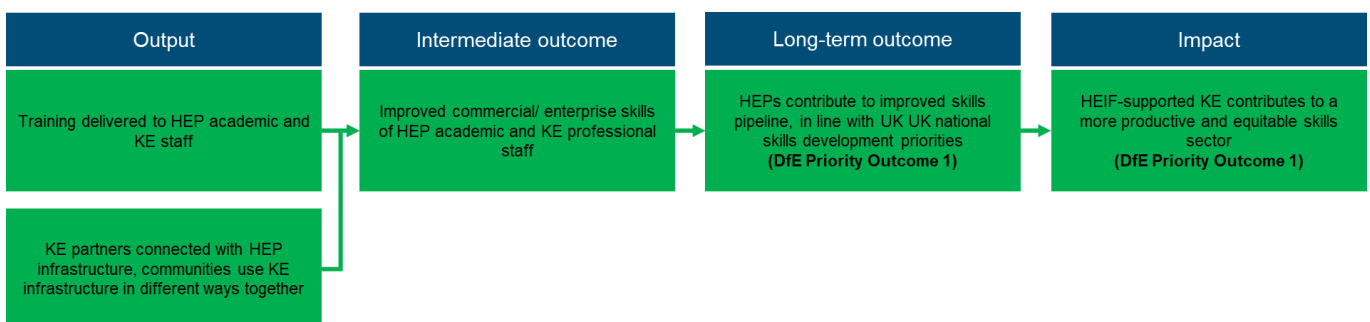 Output
Training delivered to HEP academic and
KE staff
KE partners connected with HEP
infrastructure, communities use KE
infrastructure in different ways together
Intermediate outcome
Improved commercial/ enterprise skills
of HEP academic and KE professional
staff
Long-term outcome
HEPs contribute to improved skills
pipeline, in line with UK UK national
skills development priorities
(DfE Priority Outcome 1)
Impact
HEIF-supported KE contributes to a
more productive and equitable skills
sector
(DfE Priority Outcome 1)